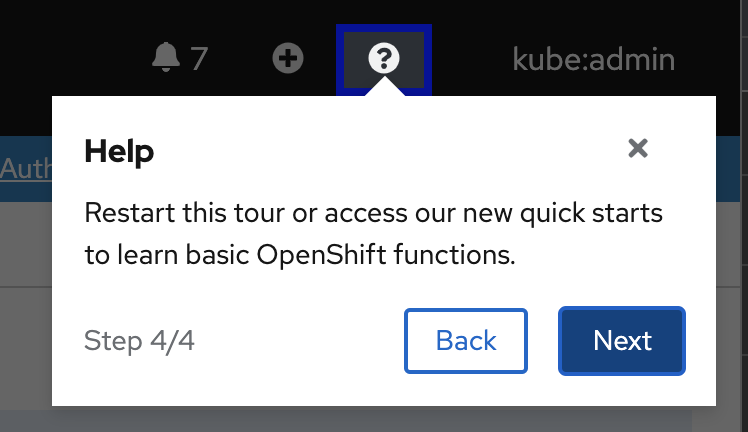 7
kube:admin
Auth
Help
Restart this tour or access our new quick starts
to learn basic OpenShift functions.
Step 4/4
Back
Next